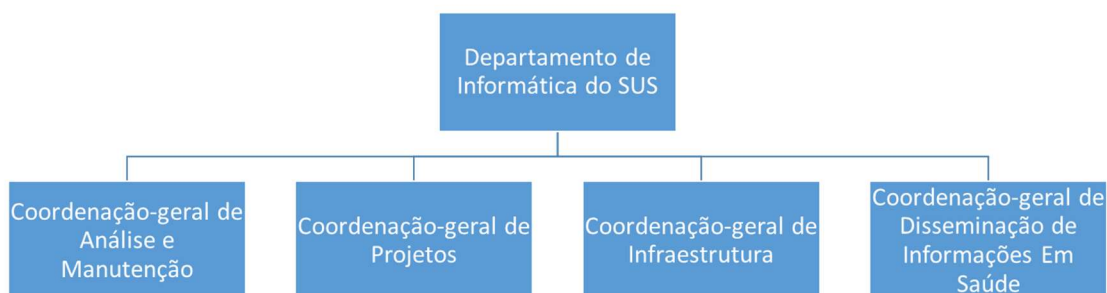 Departamento de
Informática do SUS
Coordenação-geral de
Análise e
Manutenção
Coordenação-geral de
Projetos
Coordenação-geral de
Infraestrutura
Coordenação-geral de
Disseminação de
Informações Em
Saúde